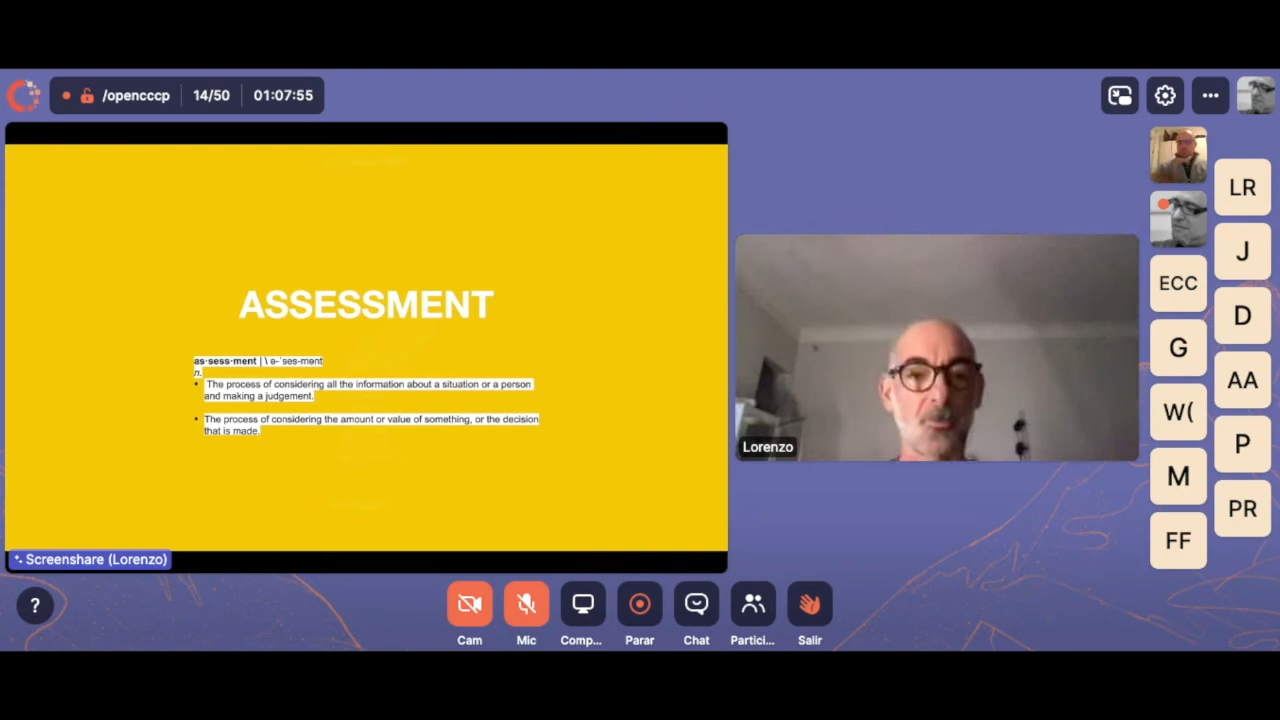 /opencccp
14/50
01:07:55
ASSESSMENT
as·sess·ment | \ ə-ˈses-mənt
n.
• The process of considering all the information about a situation or a person
and making a judgement.
• The process of considering the amount or value of something, or the decision
that is made.
Screenshare (Lorenzo)
Lorenzo
LR
J
ECC
D
G
AA
W(
P
M
PR
FF
?
Cam
Mic
Comp...
Parar
Chat
Partici...
Salir